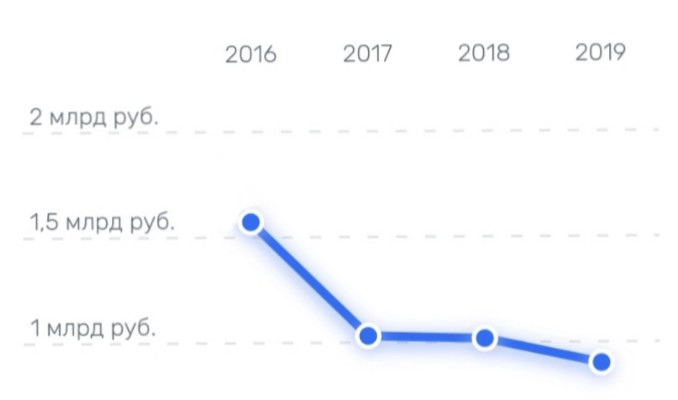 2016 2017 2018 2019
2 млрд руб.
1,5 млрд руб.
1 млрд руб.